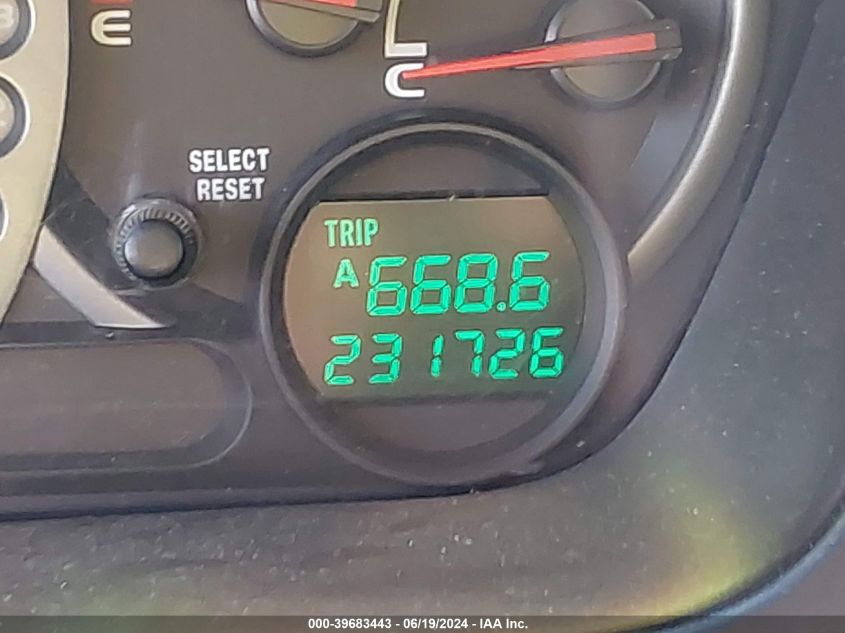 E
C
SELECT
RESET
TRIP
A 668.6
231726
000-39683443 - 06/19/2024 - IAA Inc.